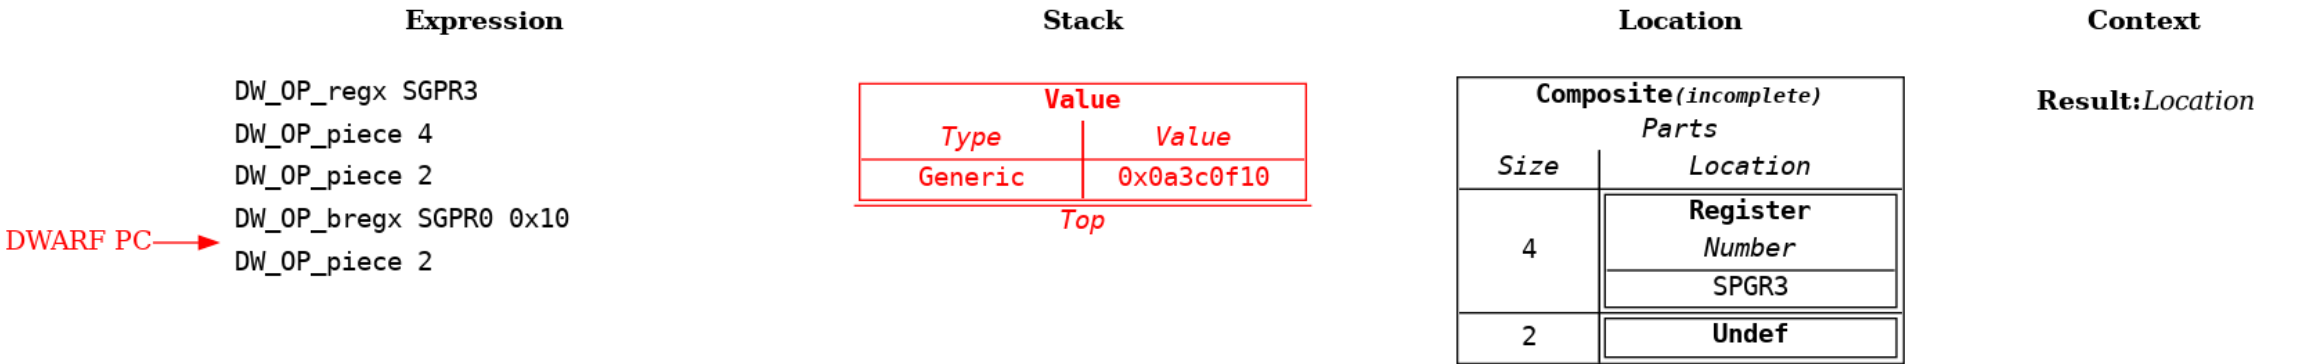 Expression
DW_OP_regx SGPR3
DW_OP_piece 4
DW_OP_piece 2
DW_OP_bregx SGPR0 0x10
DWARF PC
DW_OP_piece 2
Stack
Value
Type Value
Generic 0x0a3c0f10
Top
Location
Composite(incomplete)
Parts
Size Location
4
Register
Number
SPGR3
2 Undef
Context
Result:Location